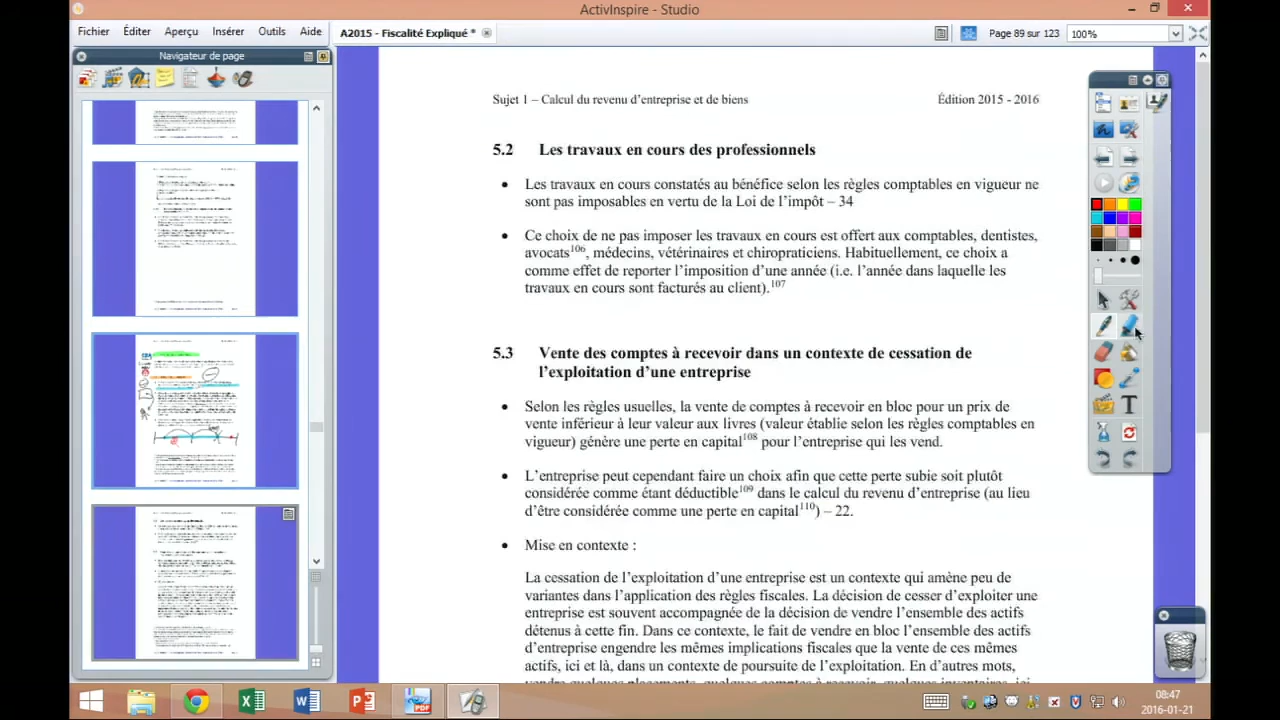 ActivInspire - Studio
Fichier Éditer Aperçu Insérer Outils Aide
A2015 - Fiscalité Expliqué *
Page 89 sur 123
100%
Navigateur de page
Sujet 1 – Calcul du revenu d'entreprise et de biens Édition 2015 - 2016
5.2 Les travaux en cours des professionnels
• Les travaux en cours constatés au bénéfice selon les règles comptables en vigueur ne
sont pas imposables en vertu de la Loi de l'impôt – 34
• Ce choix de ne pas imposer les travaux en cours est offert aux comptables, dentistes,
avocats106, médecins, vétérinaires et chiropraticiens. Habituellement, ce choix a
comme effet de reporter l'imposition d'une année (i.e. l'année dans laquelle les
travaux en cours sont facturés au client).107
5.3 Vente des comptes à recevoir dans un contexte de cessation de
l'exploitation d'une entreprise
• Selon les règles usuelles, la vente de comptes à recevoir en bloc pour un prix de
vente inférieur à leur valeur aux livres (valeur établie selon les règles comptables en
vigueur) génère une perte en capital108 pour l'entreprise qui les vend.
• L'entreprise peut cependant faire un choix afin que cette perte subie soit plutôt
considérée comme étant déductible109 dans le calcul du revenu d'entreprise (au lieu
d'être considérée comme une perte en capital110) – 22.
• Mise en contexte :
La cessation de l'exploitation d'une entreprise est un contexte qui amène peu de
variantes dans l'application des règles fiscales. La décision de cesser d'exploiter une
entreprise est accompagnée de la décision de vendre l'ensemble des actifs
détenus à cette fin. Dans ce contexte, le fait de vendre en bloc l'ensemble des actifs
d'entreprise génère les mêmes implications fiscales que la vente de ces mêmes
actifs, ici et là, dans un contexte de poursuite de l'exploitation. En d'autres mots,
vendre quelques placements, quelques comptes à recevoir, quelques inventaires, ici
08:47
2016-01-21